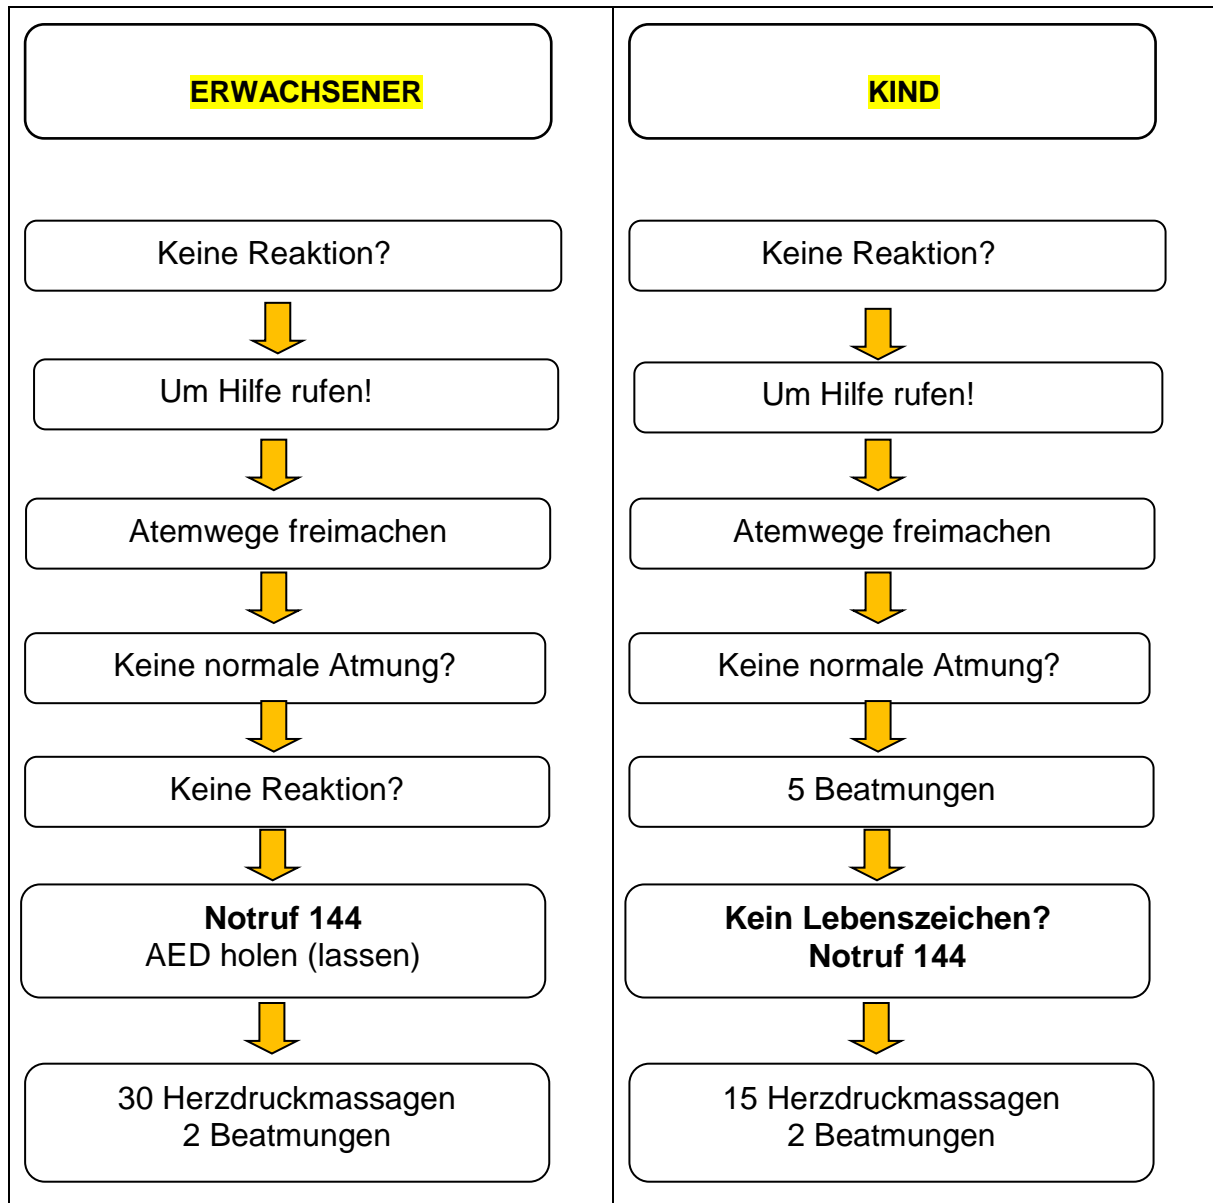 ERWACHSENER
Keine Reaktion?
Um Hilfe rufen!
Atemwege freimachen
Keine normale Atmung?
Keine Reaktion?
Notruf 144
AED holen (lassen)
30 Herzdruckmassagen
2 Beatmungen
KIND
Keine Reaktion?
Um Hilfe rufen!
Atemwege freimachen
Keine normale Atmung?
5 Beatmungen
Kein Lebenszeichen?
Notruf 144
15 Herzdruckmassagen
2 Beatmungen